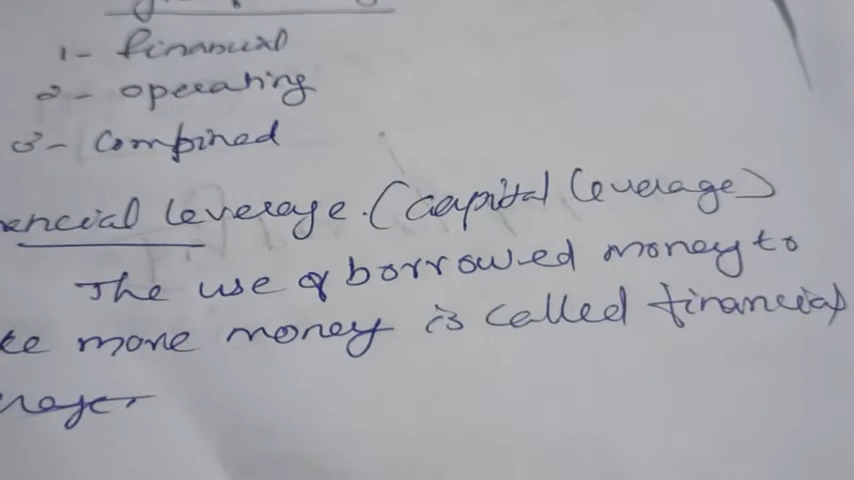 1- financial
2- operating
3- Combined
ancial leverage. (Capital leverage)
The use of borrowed money to
ke more money is called financial